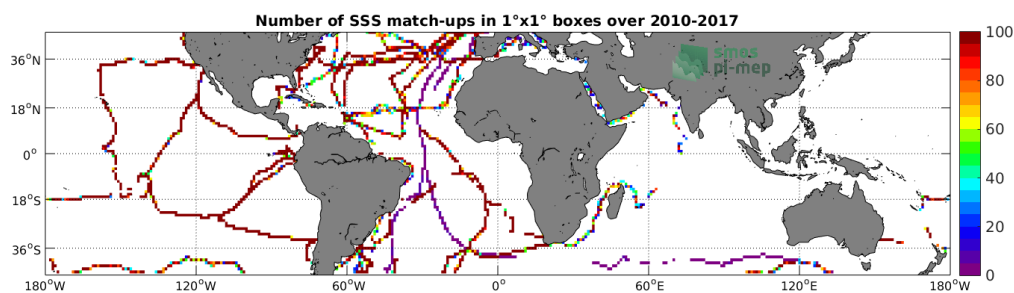 Number of SSS match-ups in 1°x1° boxes over 2010-2017
smos
pi-mep
36°N
18°N
0°
18°S
36°S
180°W
120°W
60°W
0°
60°E
120°E
180°W
100
80
60
40
20
0